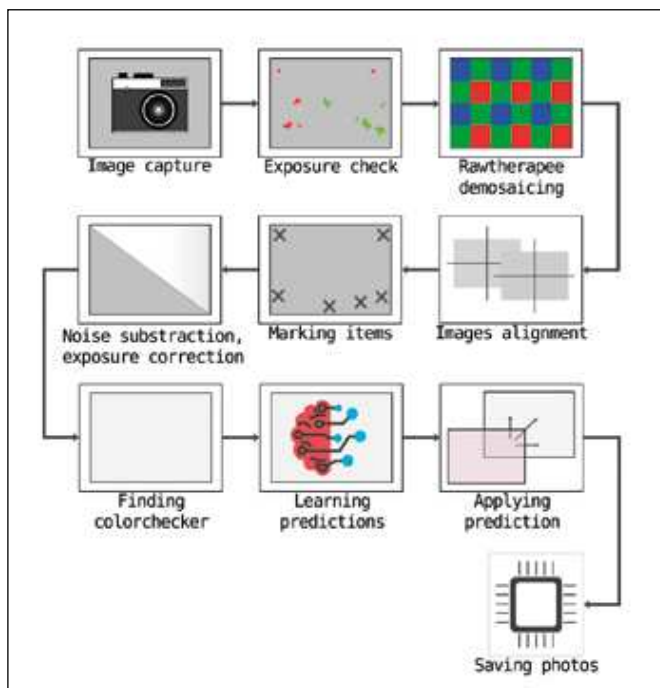 Image capture
Exposure check
Rawtherapee
demosaicing
Noise substraction,
exposure correction
Marking items
Images alignment
Finding
colorchecker
Learning
predictions
Applying
prediction
Saving photos